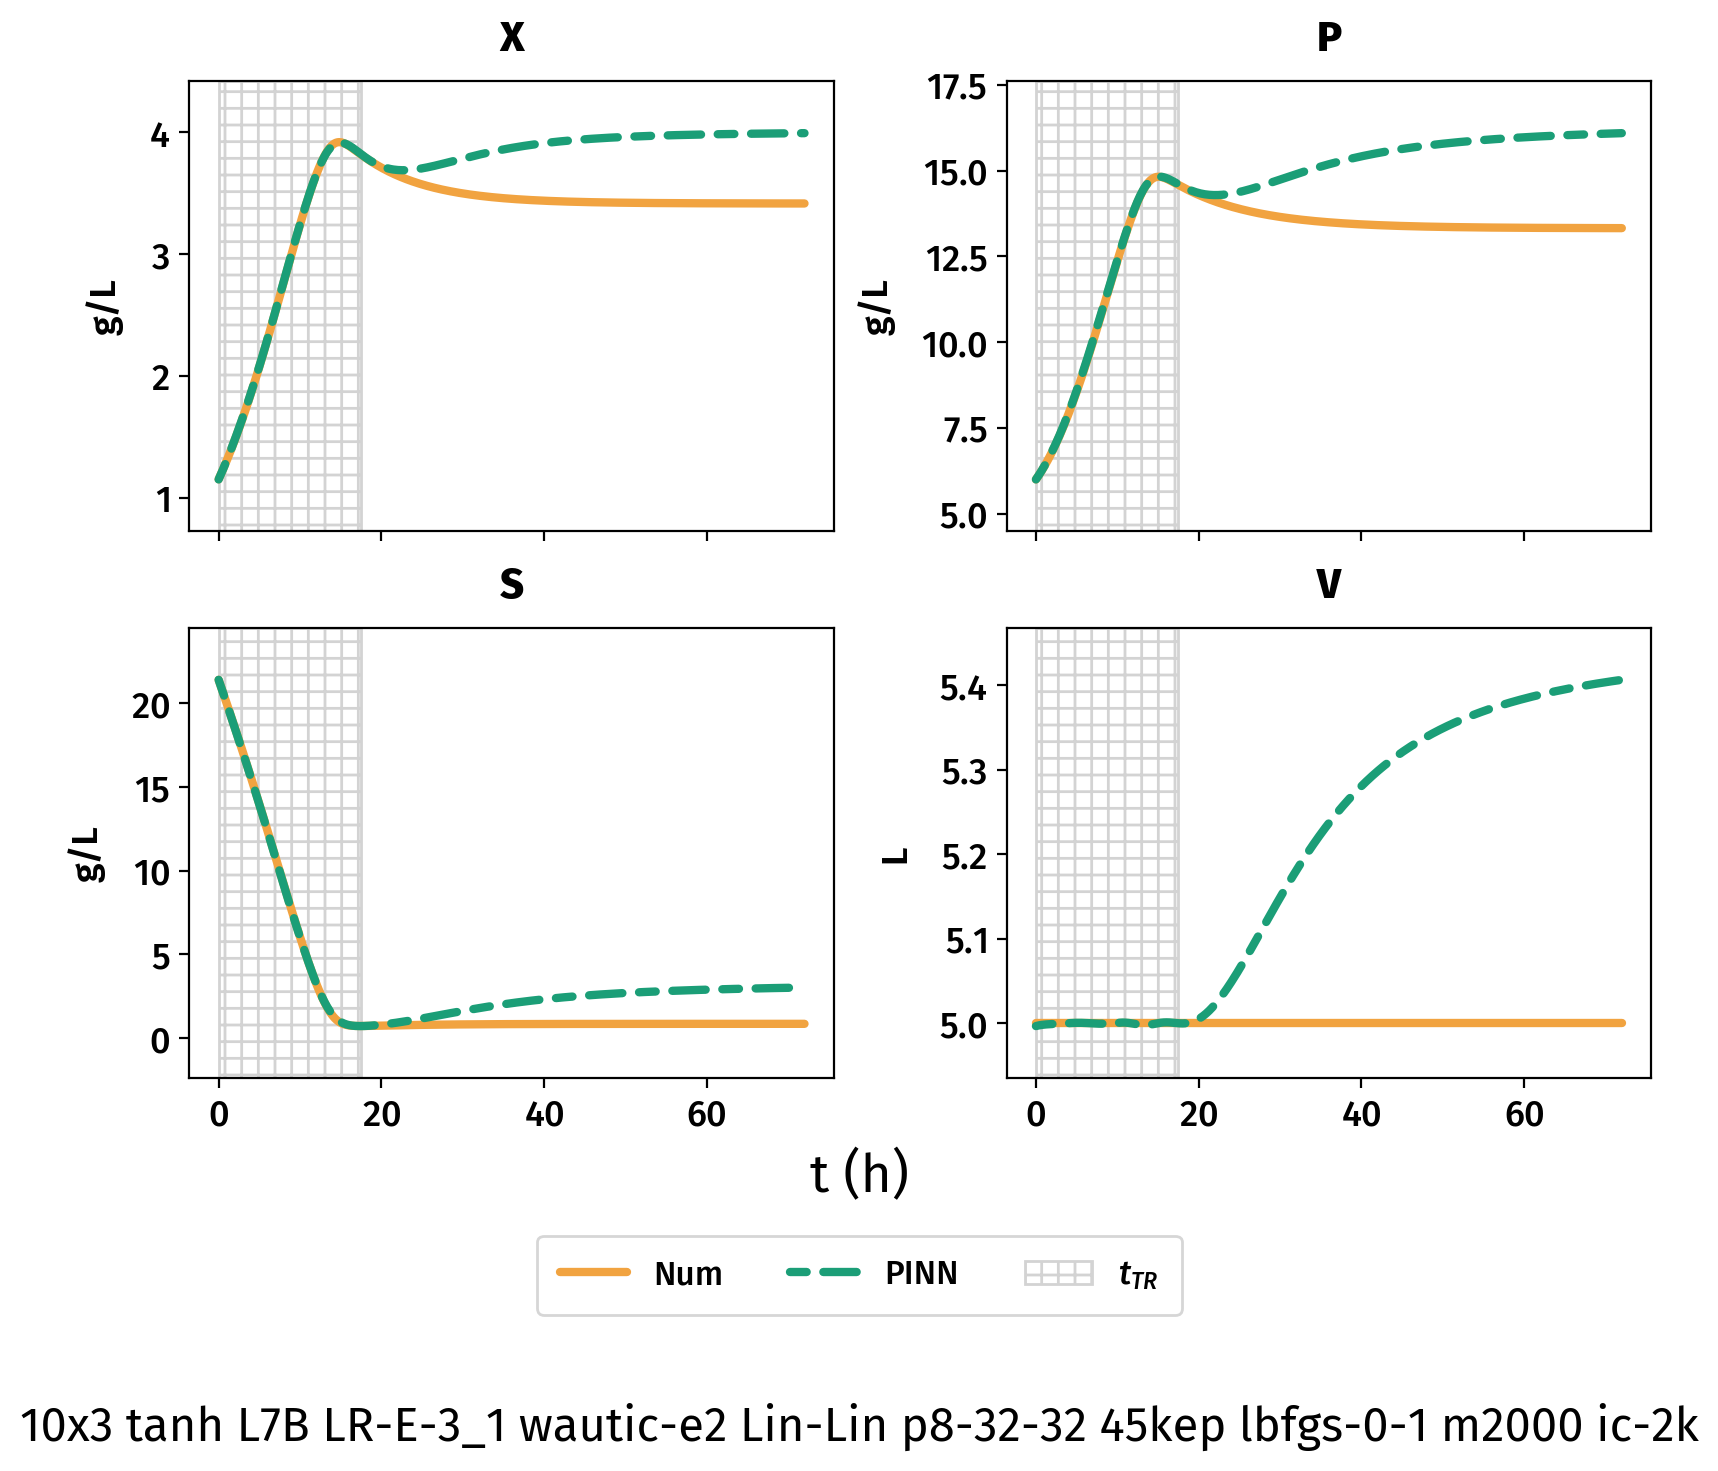 X
P
4
3
2
1
g/L
17.5
15.0
12.5
10.0
7.5
5.0
g/L
S
V
20
15
10
5
0
g/L
5.4
5.3
5.2
5.1
5.0
L
0 20 40 60
0 20 40 60
t (h)
Num PINN tTR
10x3 tanh L7B LR-E-3_1 wautic-e2 Lin-Lin p8-32-32 45kep lbfgs-0-1 m2000 ic-2k